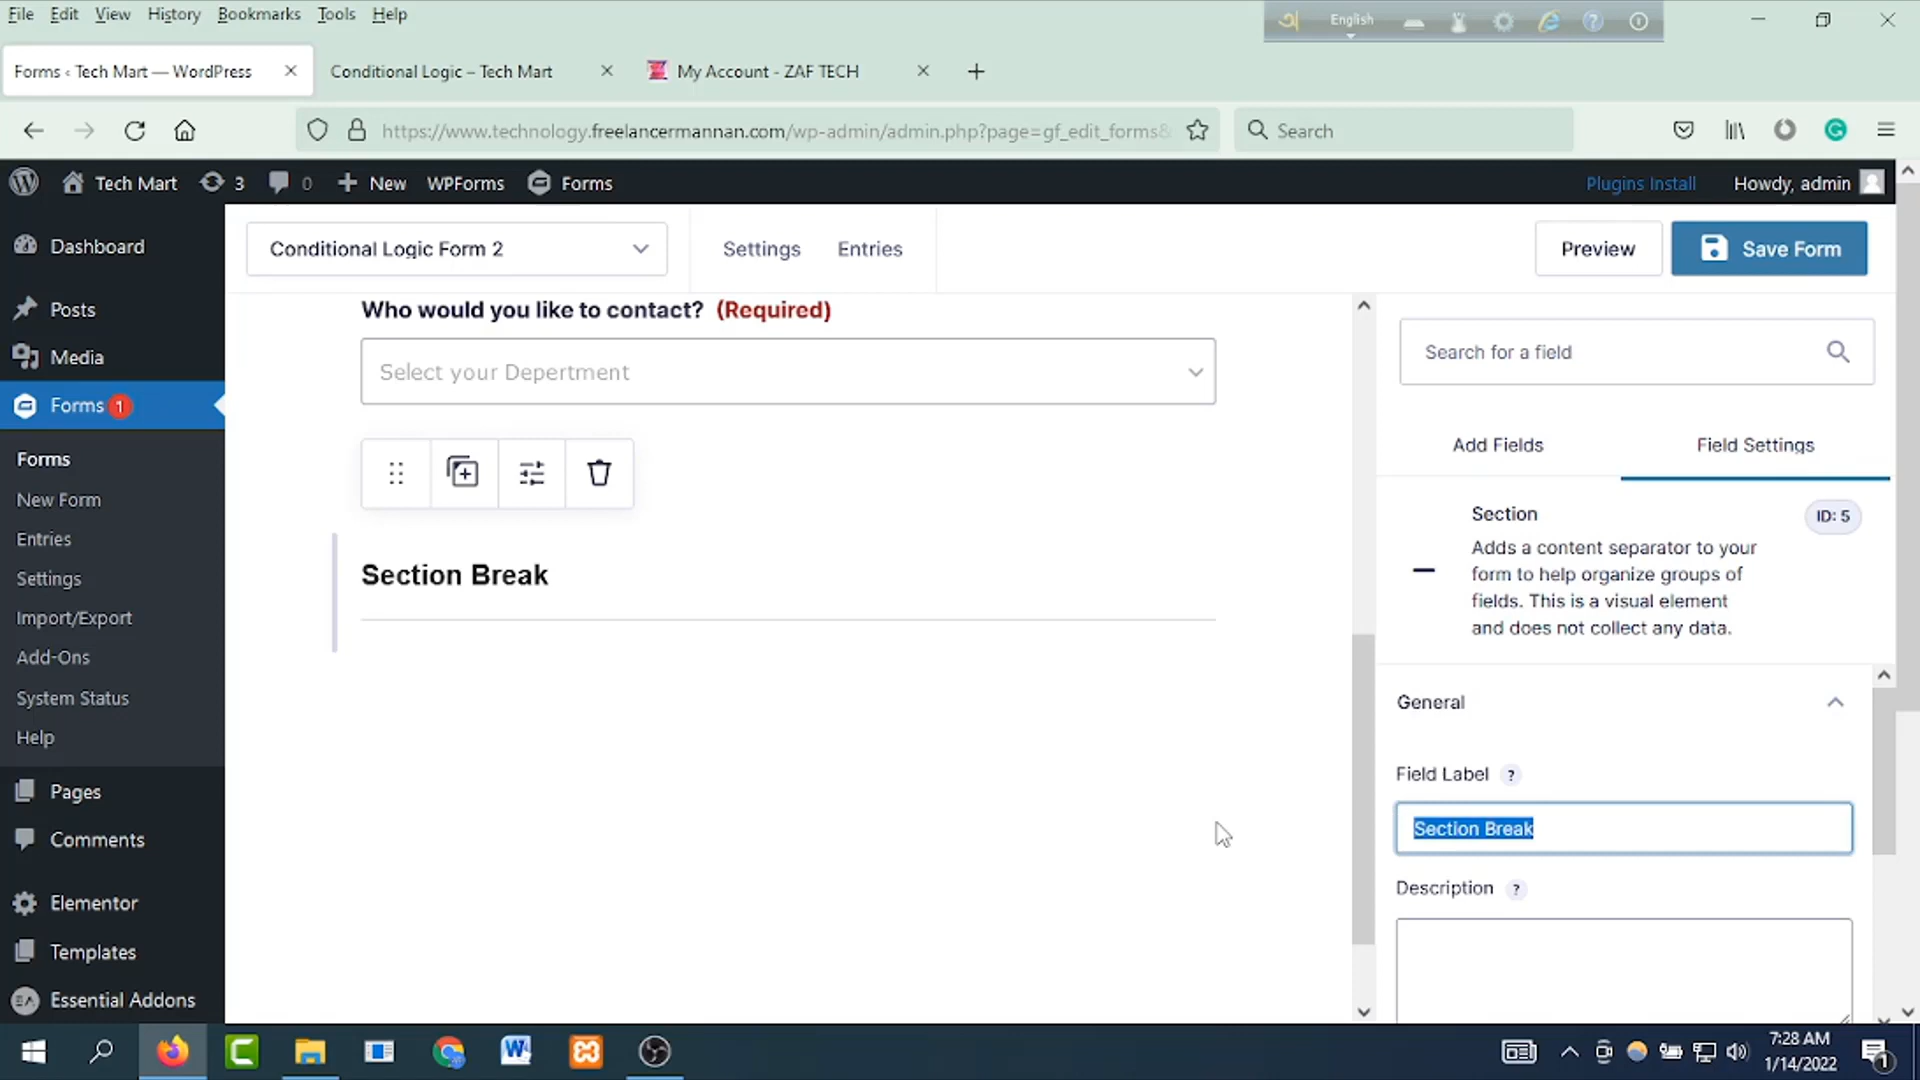 File Edit View History Bookmarks Tools Help
English
Forms ‹ Tech Mart — WordPress
Conditional Logic – Tech Mart
My Account - ZAF TECH
https://www.technology.freelancermannan.com/wp-admin/admin.php?page=gf_edit_forms&
Search
Tech Mart 3 0 New WPForms Forms
Plugins Install Howdy, admin
Dashboard
Posts
Media
Forms 1
Forms
New Form
Entries
Settings
Import/Export
Add-Ons
System Status
Help
Pages
Comments
Elementor
Templates
EA Essential Addons
Conditional Logic Form 2
Settings Entries
Preview Save Form
Who would you like to contact? (Required)
Select your Depertment
Section Break
Search for a field
Add Fields Field Settings
Section ID: 5
Adds a content separator to your
form to help organize groups of
fields. This is a visual element
and does not collect any data.
General
Field Label ?
Section Break
Description ?
7:28 AM
1/14/2022
1